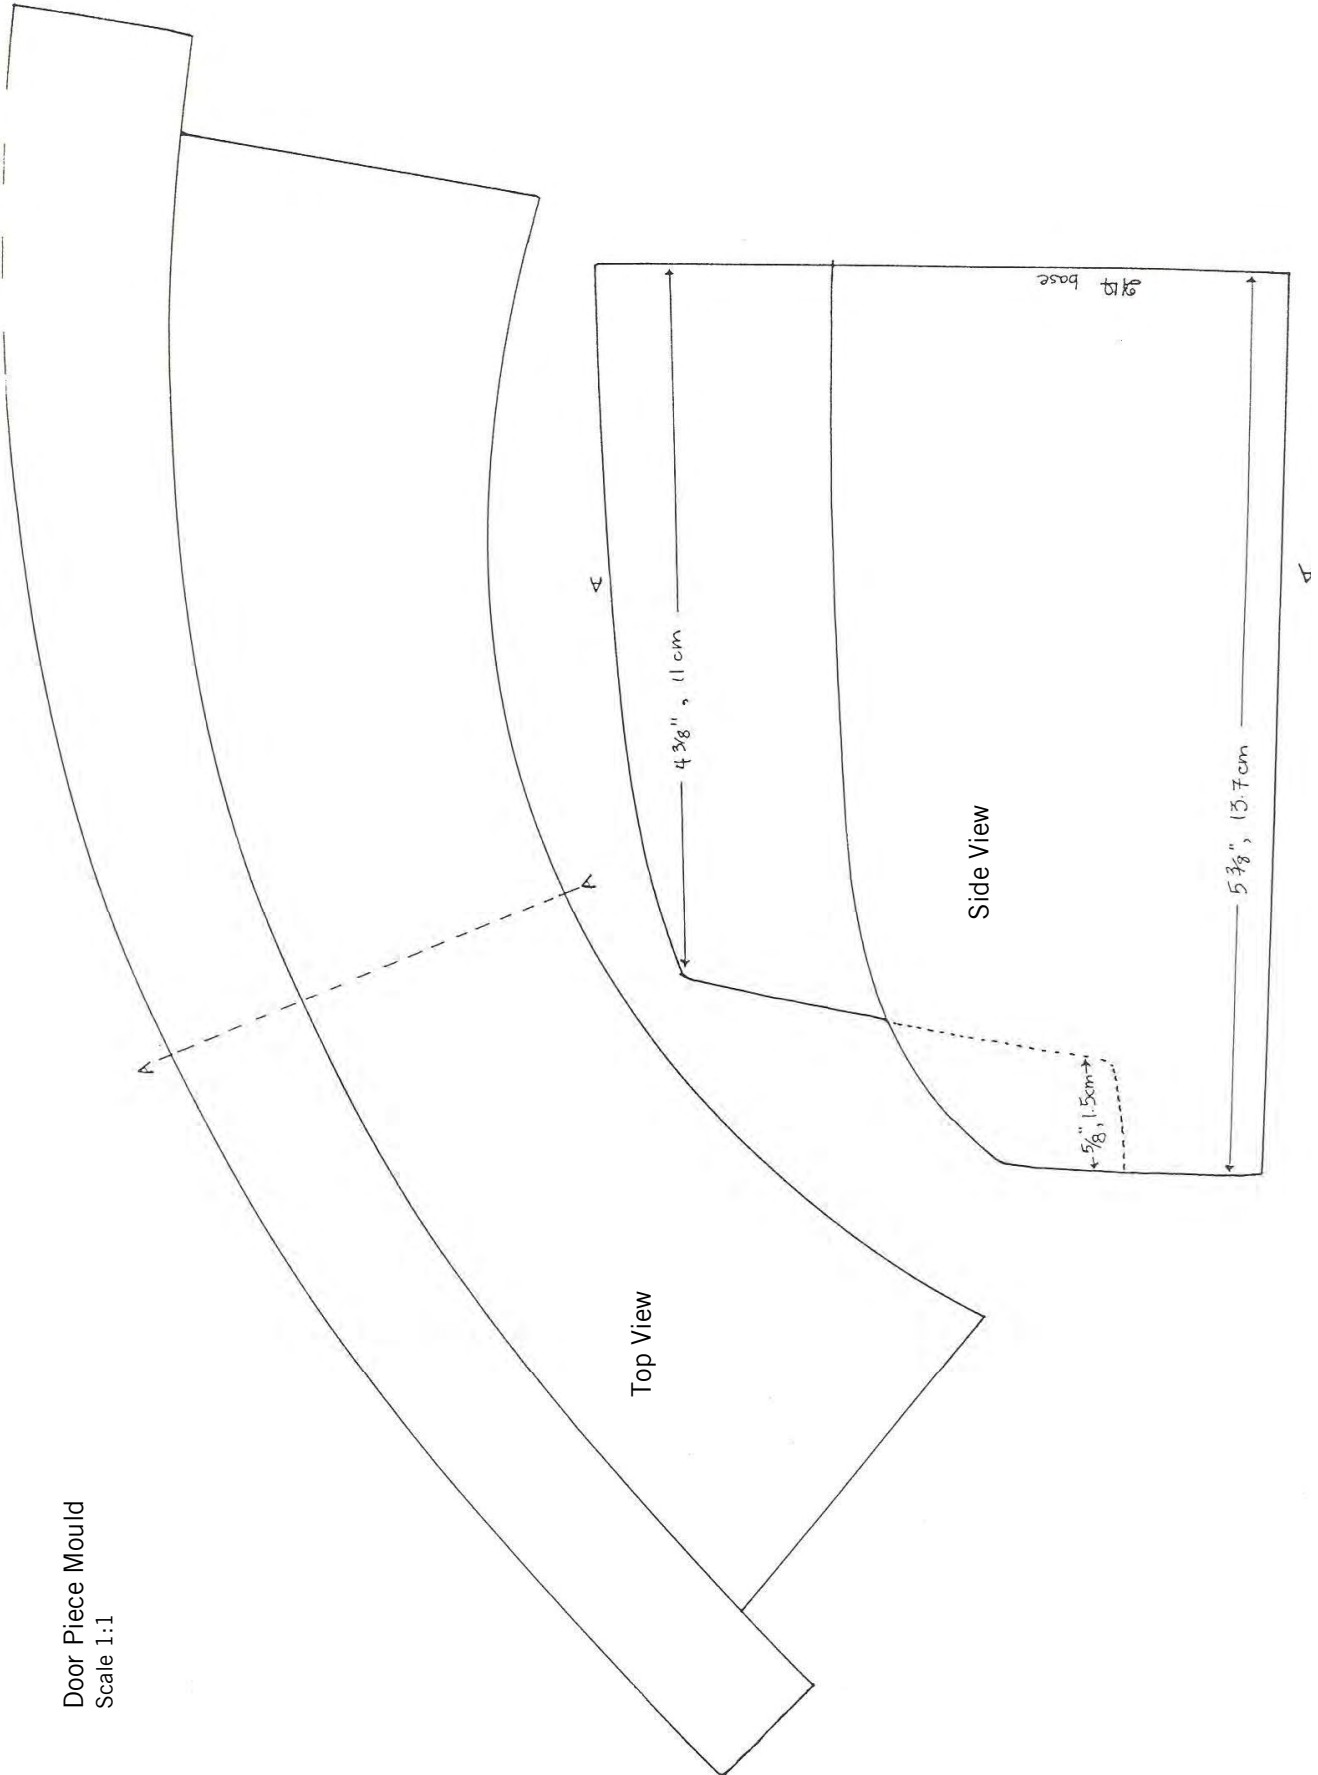 Door Piece Mould
Scale 1:1
Top View
A
A
Side View
A
A
4 3/8", 11 cm
5 3/8", 13.7 cm
5/8", 1.5cm
base